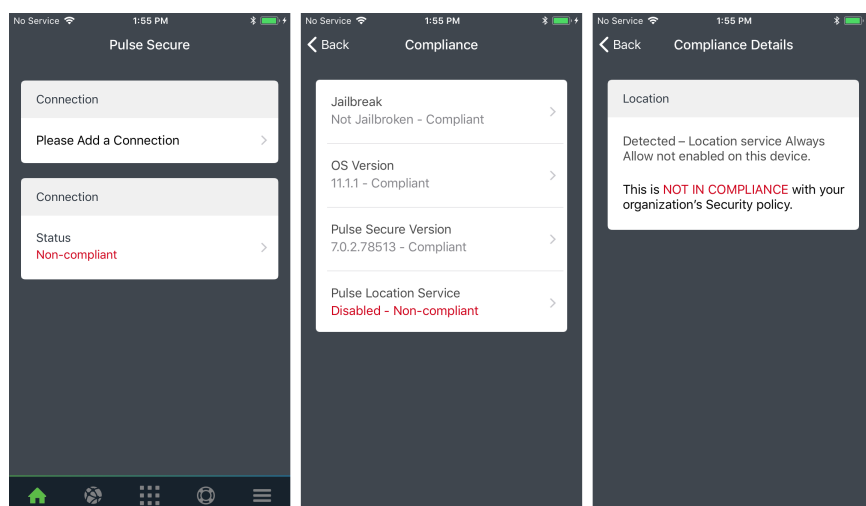 No Service 1:55 PM
Pulse Secure
Connection
Please Add a Connection
Connection
Status
Non-compliant
No Service 1:55 PM
Back Compliance
Jailbreak
Not Jailbroken - Compliant
OS Version
11.1.1 - Compliant
Pulse Secure Version
7.0.2.78513 - Compliant
Pulse Location Service
Disabled - Non-compliant
No Service 1:55 PM
Back Compliance Details
Location
Detected – Location service Always
Allow not enabled on this device.
This is NOT IN COMPLIANCE with your
organization's Security policy.